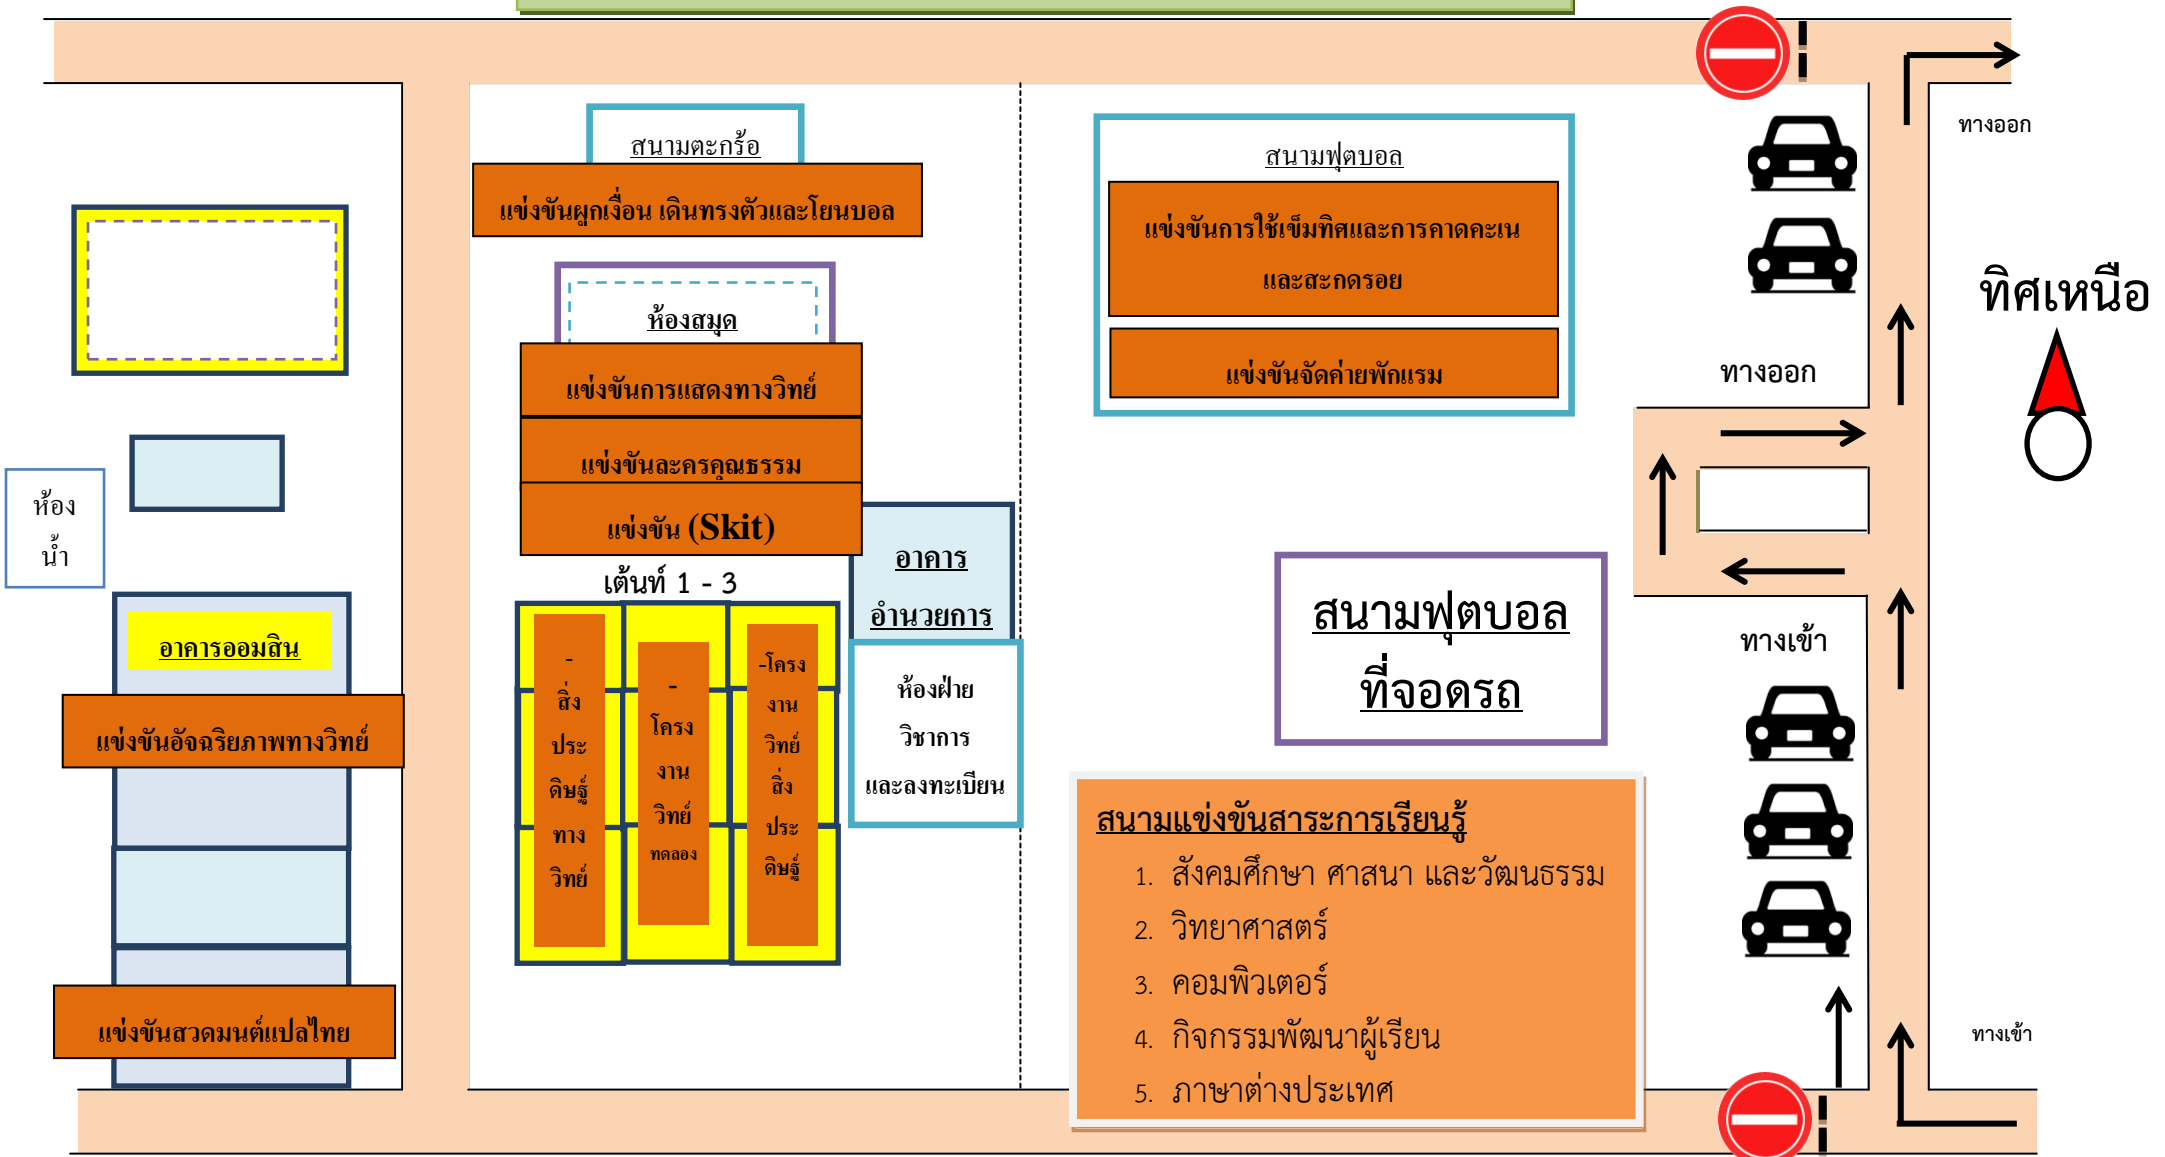 ทางออก
สนามตะกร้อ
แข่งขันผูกเงื่อน เดินทรงตัวและโยนบอล
สนามฟุตบอล
แข่งขันการใช้เข็มทิศและการคาดคะเน
และสะกดรอย
แข่งขันจัดค่ายพักแรม
ทิศเหนือ
ห้องสมุด
แข่งขันการแสดงทางวิทย์
แข่งขันละครคุณธรรม
แข่งขัน (Skit)
ทางออก
ห้อง
น้ำ
อาคาร
อำนวยการ
เต้นท์ 1 - 3
-
สิ่ง
ประ
ดิษฐ์
ทาง
วิทย์
-
โครง
งาน
วิทย์
ทดลอง
-โครง
งาน
วิทย์
สิ่ง
ประ
ดิษฐ์
ห้องฝ่าย
วิชาการ
และลงทะเบียน
สนามฟุตบอล
ที่จอดรถ
ทางเข้า
อาคารออมสิน
แข่งขันอัจฉริยภาพทางวิทย์
แข่งขันสวดมนต์แปลไทย
สนามแข่งขันสาระการเรียนรู้
1. สังคมศึกษา ศาสนา และวัฒนธรรม
2. วิทยาศาสตร์
3. คอมพิวเตอร์
4. กิจกรรมพัฒนาผู้เรียน
5. ภาษาต่างประเทศ
ทางเข้า